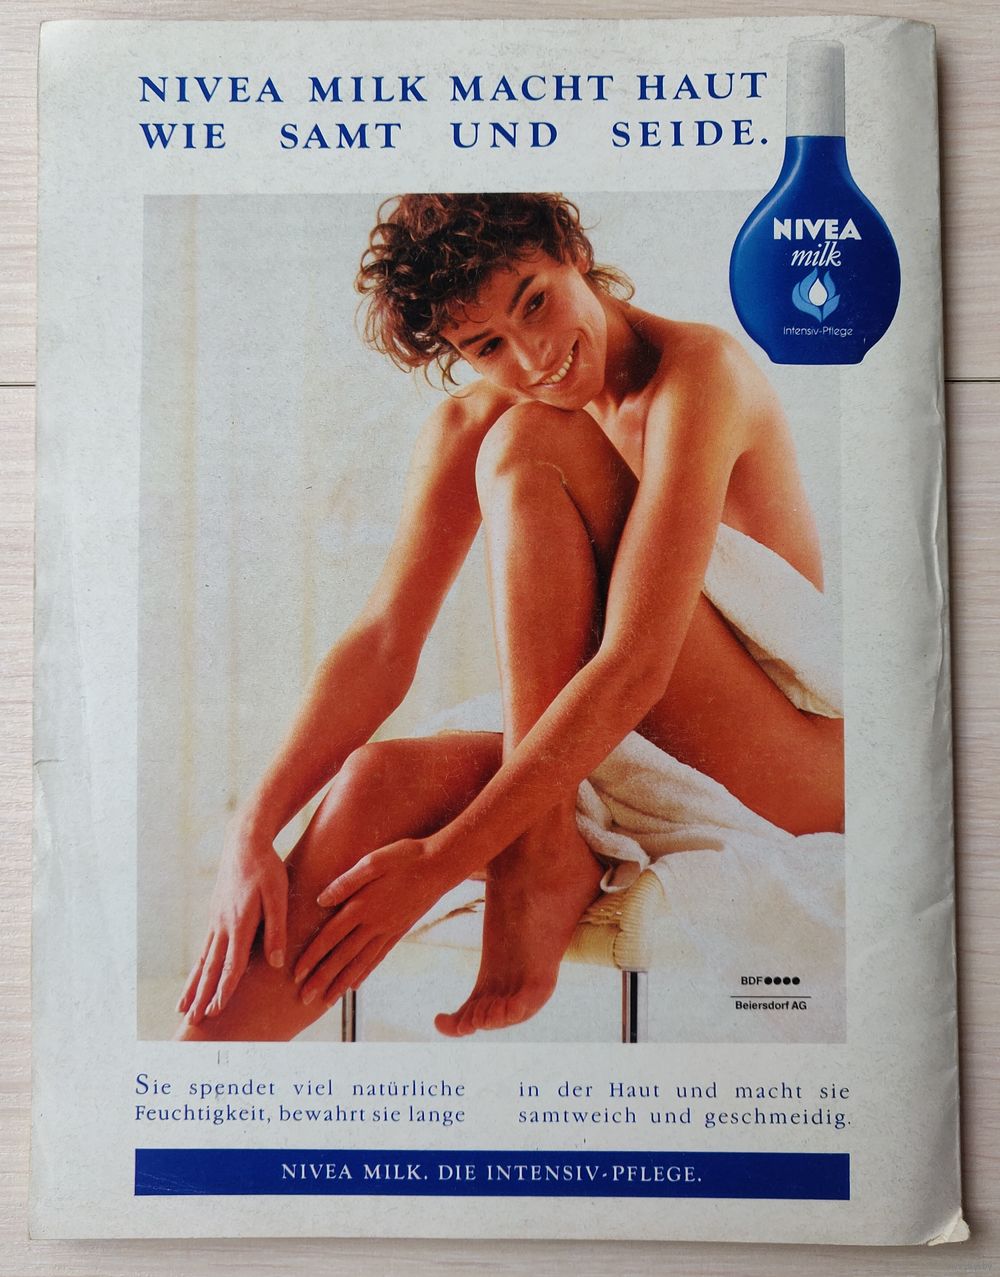 NIVEA MILK MACHT HAUT
WIE SAMT UND SEIDE.
NIVEA
milk
Intensiv-Pflege
BDF●●●●
Beiersdorf AG
Sie spendet viel natürliche
Feuchtigkeit, bewahrt sie lange
in der Haut und macht sie
samtweich und geschmeidig.
NIVEA MILK. DIE INTENSIV-PFLEGE.